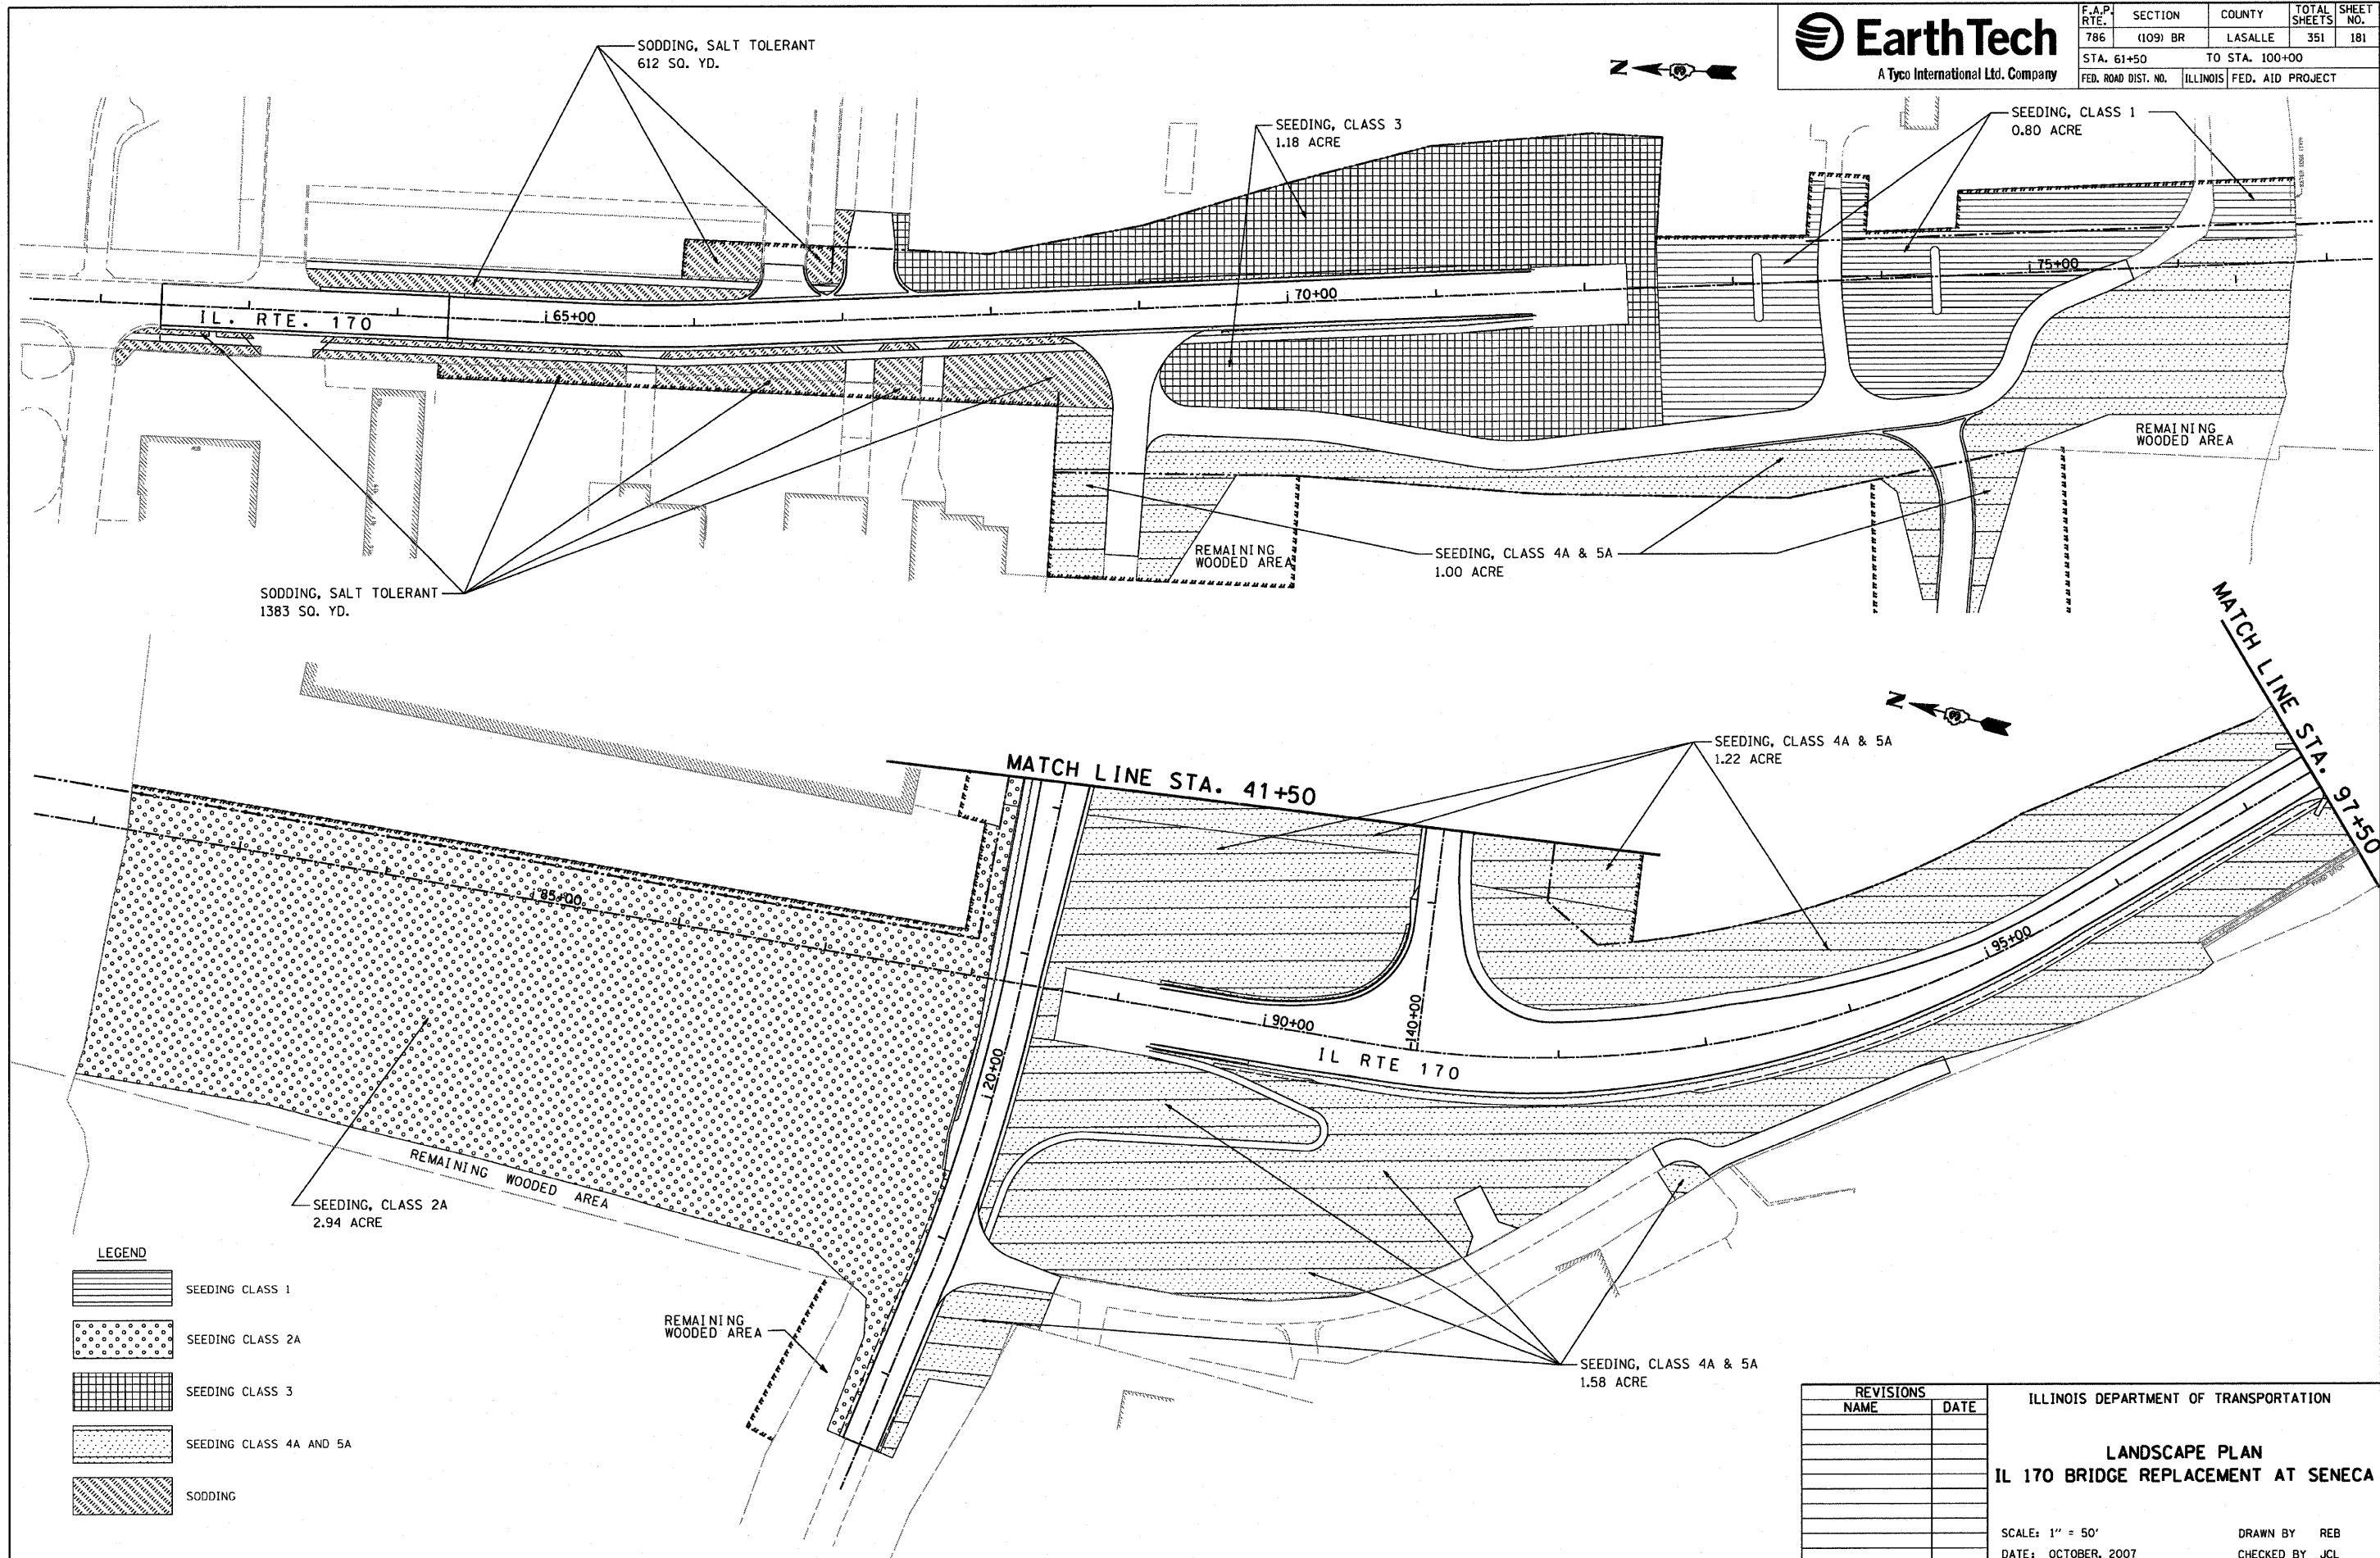 EarthTech
A Tyco International Ltd. Company
F.A.P. RTE. SECTION COUNTY TOTAL SHEETS SHEET NO.
786 (109) BR LASALLE 351 181
STA. 61+50 TO STA. 100+00
FED. ROAD DIST. NO. ILLINOIS FED. AID PROJECT
SODDING, SALT TOLERANT
612 SQ. YD.
N
SEEDING, CLASS 3
1.18 ACRE
SEEDING, CLASS 1
0.80 ACRE
75+00
70+00
65+00
IL. RTE. 170
REMAINING
WOODED AREA
REMAINING
WOODED AREA
SEEDING, CLASS 4A & 5A
1.00 ACRE
SODDING, SALT TOLERANT
1383 SQ. YD.
MATCH LINE STA. 97+50
N
SEEDING, CLASS 4A & 5A
1.22 ACRE
MATCH LINE STA. 41+50
85+00
95+00
90+00
40+00
IL RTE 170
20+00
REMAINING WOODED AREA
SEEDING, CLASS 2A
2.94 ACRE
REMAINING
WOODED AREA
SEEDING, CLASS 4A & 5A
1.58 ACRE
LEGEND
SEEDING CLASS 1
SEEDING CLASS 2A
SEEDING CLASS 3
SEEDING CLASS 4A AND 5A
SODDING
REVISIONS
NAME DATE
ILLINOIS DEPARTMENT OF TRANSPORTATION
LANDSCAPE PLAN
IL 170 BRIDGE REPLACEMENT AT SENECA
SCALE: 1" = 50'
DRAWN BY REB
DATE: OCTOBER, 2007
CHECKED BY JCL